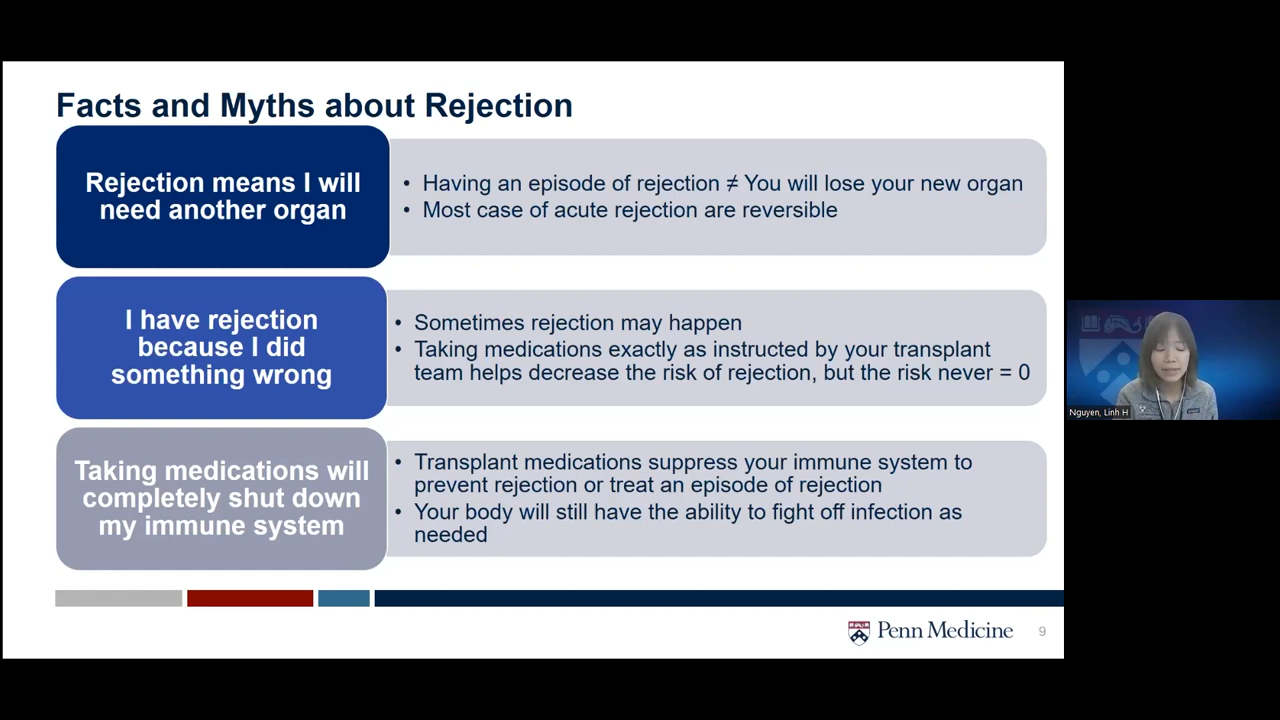 Facts and Myths about Rejection
Rejection means I will
need another organ
• Having an episode of rejection ≠ You will lose your new organ
• Most case of acute rejection are reversible
I have rejection
because I did
something wrong
• Sometimes rejection may happen
• Taking medications exactly as instructed by your transplant
team helps decrease the risk of rejection, but the risk never = 0
Taking medications will
completely shut down
my immune system
• Transplant medications suppress your immune system to
prevent rejection or treat an episode of rejection
• Your body will still have the ability to fight off infection as
needed
Penn Medicine
9
Nguyen, Linh H